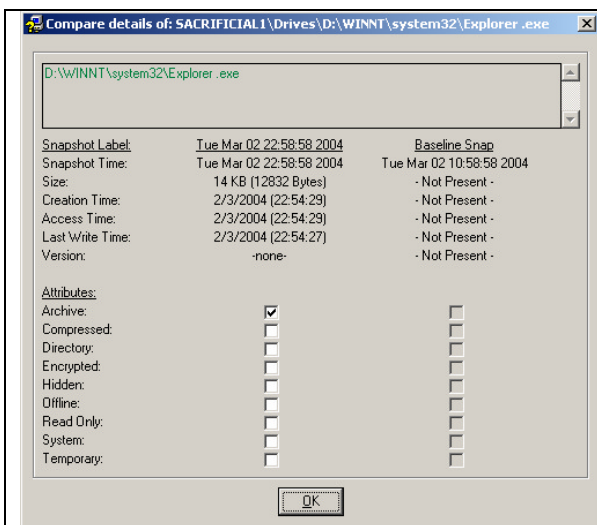 Compare details of: SACRIFICIAL1\Drives\D:\WINNT\system32\Explorer .exe
D:\WINNT\system32\Explorer .exe
Snapshot Label: Tue Mar 02 22:58:58 2004 Baseline Snap
Snapshot Time: Tue Mar 02 22:58:58 2004 Tue Mar 02 10:58:58 2004
Size: 14 KB (12832 Bytes) - Not Present -
Creation Time: 2/3/2004 (22:54:29) - Not Present -
Access Time: 2/3/2004 (22:54:29) - Not Present -
Last Write Time: 2/3/2004 (22:54:27) - Not Present -
Version: -none- - Not Present -
Attributes:
Archive:
Compressed:
Directory:
Encrypted:
Hidden:
Offline:
Read Only:
System:
Temporary:
OK